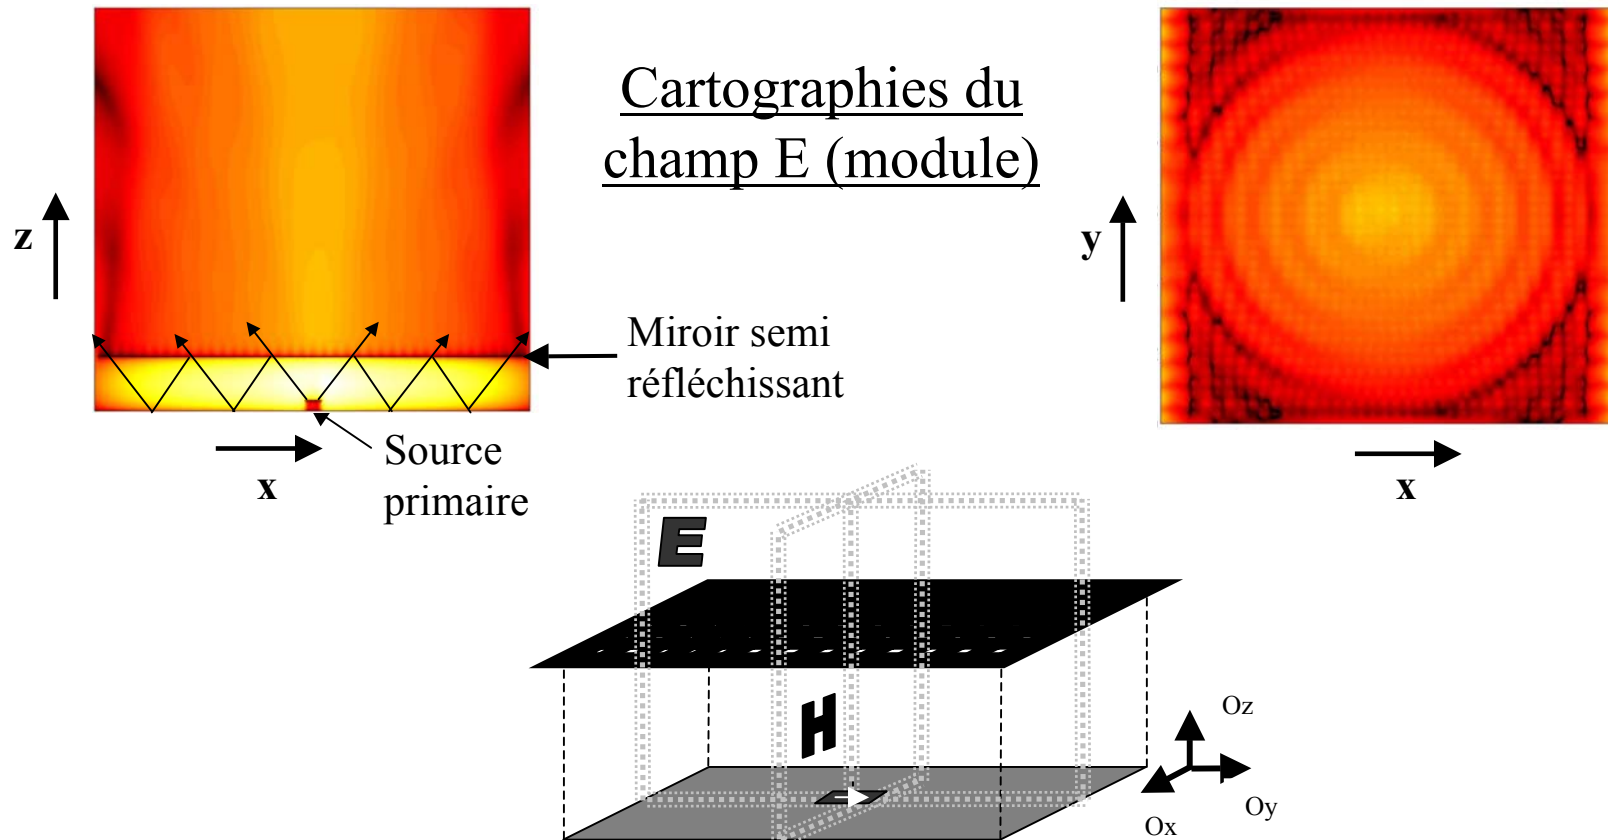 Cartographies du
champ E (module)
z
y
Miroir semi
réfléchissant
x
Source
primaire
x
E
H
Oz
Oy
Ox